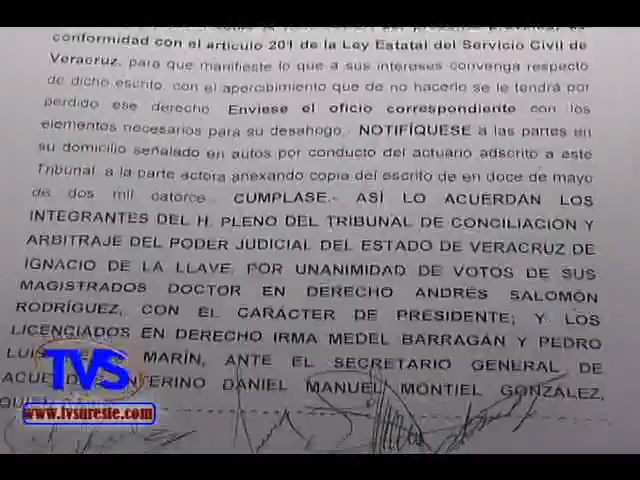 conformidad con el articulo 201 de la Ley Estatal del Servicio Civil de
Veracruz, para que manifieste lo que a sus intereses convenga respecto
de dicho escrito, con el apercibimiento que de no hacerlo se le tendrá por
perdido ese derecho Envíese el oficio correspondiente con los
elementos necesarios para su desahogo,- NOTIFÍQUESE a las partes en
su domicilio señalado en autos por conducto del actuario adscrito a este
Tribunal a la parte actora anexando copia del escrito de en doce de mayo
de dos mil catorce.- CUMPLASE.- ASÍ LO ACUERDAN LOS
INTEGRANTES DEL H. PLENO DEL TRIBUNAL DE CONCILIACIÓN Y
ARBITRAJE DEL PODER JUDICIAL DEL ESTADO DE VERACRUZ DE
IGNACIO DE LA LLAVE, POR UNANIMIDAD DE VOTOS DE SUS
MAGISTRADOS DOCTOR EN DERECHO ANDRÉS SALOMÓN
RODRÍGUEZ, CON EL CARÁCTER DE PRESIDENTE; Y LOS
LICENCIADOS EN DERECHO IRMA MEDEL BARRAGÁN Y PEDRO
MARÍN, ANTE EL SECRETARIO GENERAL DE
DANIEL MANUEL MONTIEL GONZÁLEZ,
TVS
www.tvsureste.com